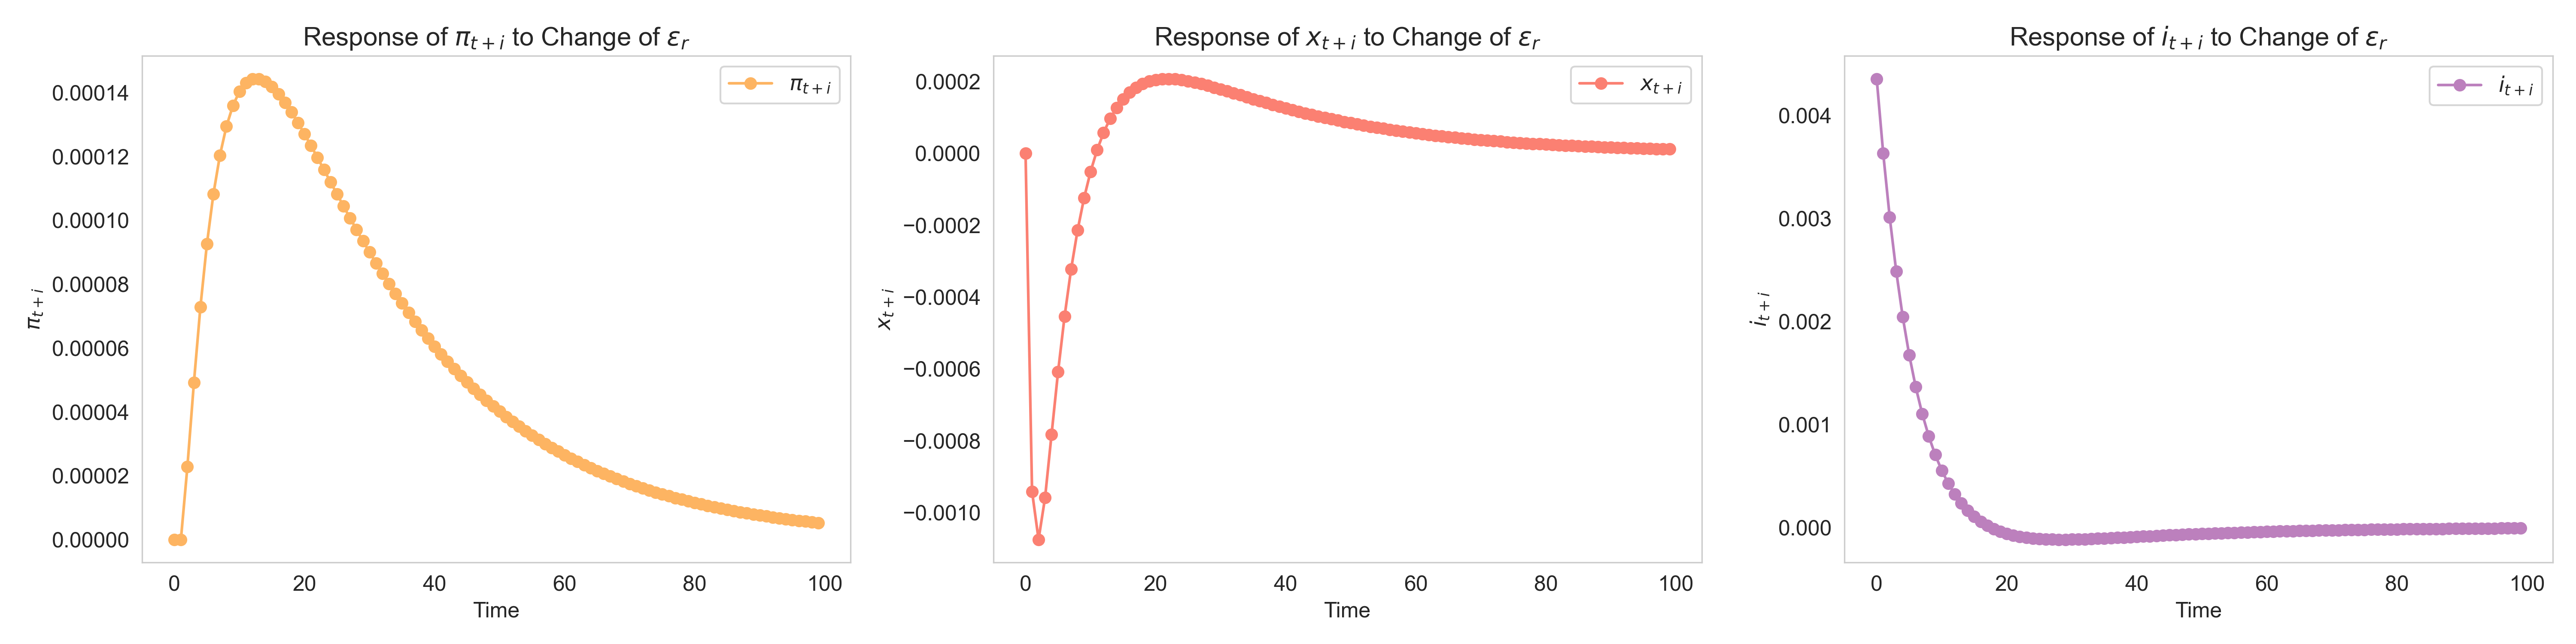 Response of π_{t+i} to Change of ε_r
π_{t+i}
0.00014
0.00012
0.00010
0.00008
0.00006
0.00004
0.00002
0.00000
π_{t+i}
0 20 40 60 80 100
Time
Response of x_{t+i} to Change of ε_r
x_{t+i}
0.0002
0.0000
−0.0002
−0.0004
−0.0006
−0.0008
−0.0010
x_{t+i}
0 20 40 60 80 100
Time
Response of i_{t+i} to Change of ε_r
i_{t+i}
0.004
0.003
0.002
0.001
0.000
i_{t+i}
0 20 40 60 80 100
Time